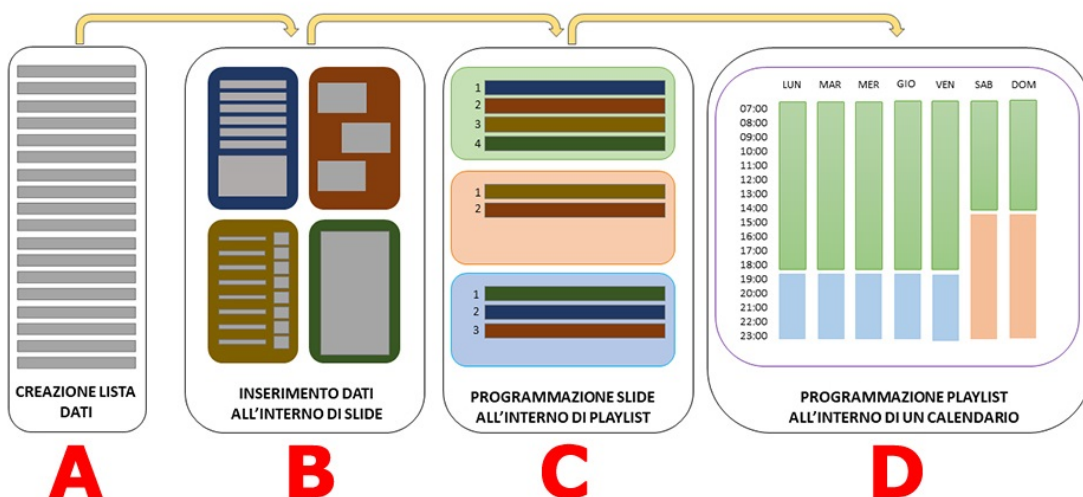 1
2
3
4
1
2
1
2
3
LUN MAR MER GIO VEN SAB DOM
07:00
08:00
09:00
10:00
11:00
12:00
13:00
14:00
15:00
16:00
17:00
18:00
19:00
20:00
21:00
22:00
23:00
CREAZIONE LISTA
DATI
INSERIMENTO DATI
ALL'INTERNO DI SLIDE
PROGRAMMAZIONE SLIDE
ALL'INTERNO DI PLAYLIST
PROGRAMMAZIONE PLAYLIST
ALL'INTERNO DI UN CALENDARIO
A B C D